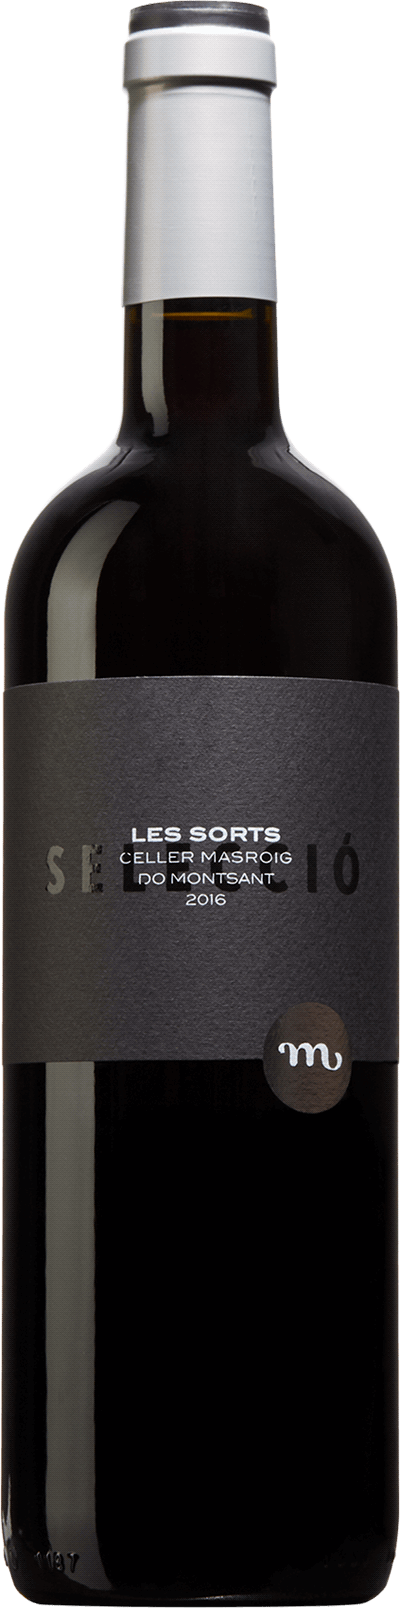 LES SORTS
SELECCIÓ
CELLER MASROIG
DO MONTSANT
2016
m